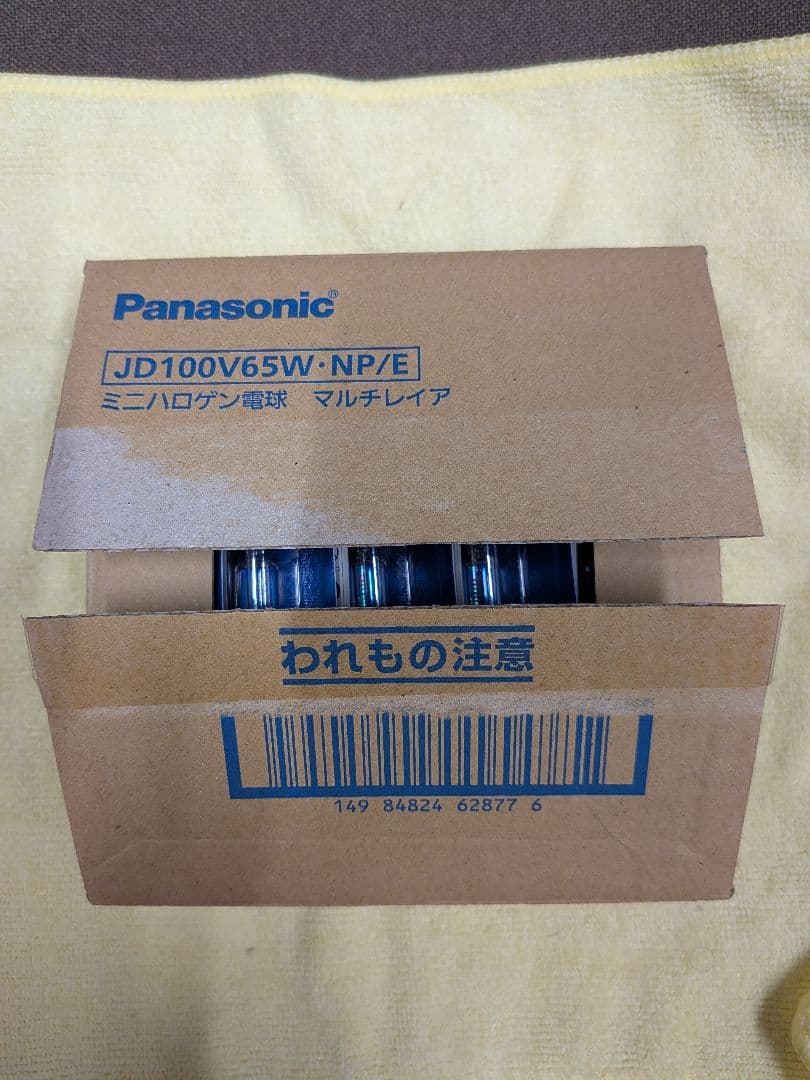 Panasonic®
JD100V65W・NP/E
ミニハロゲン電球 マルチレイア
われもの注意
149 84824 62877 6